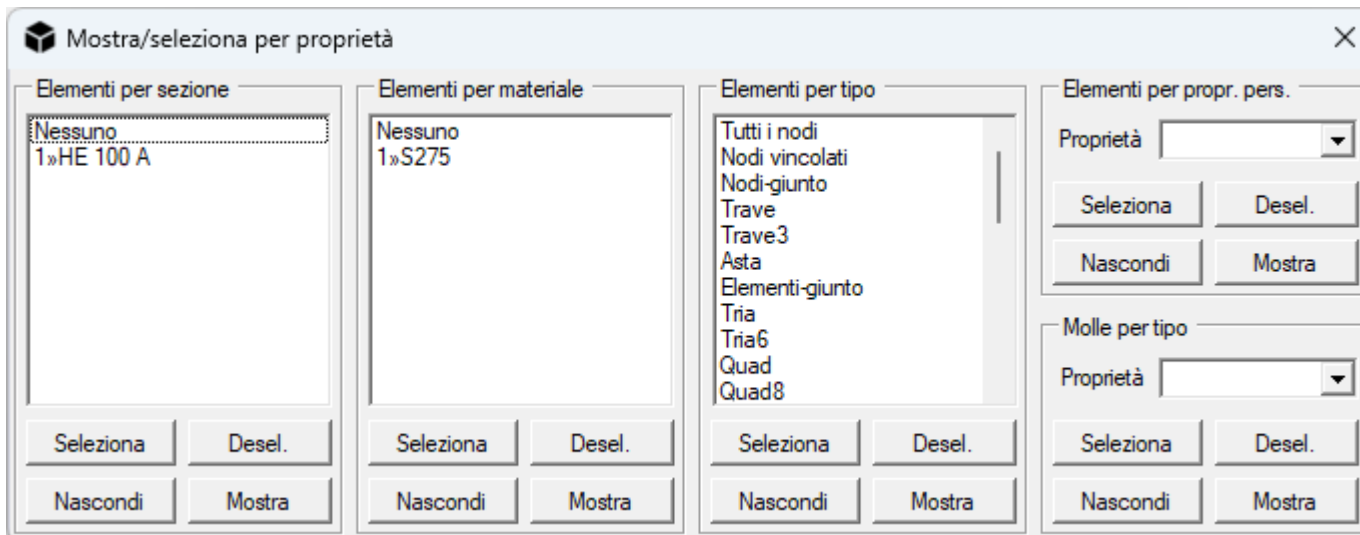 Mostra/seleziona per proprietà
Elementi per sezione
Nessuno
1»HE 100 A
Seleziona
Desel.
Nascondi
Mostra
Elementi per materiale
Nessuno
1»S275
Seleziona
Desel.
Nascondi
Mostra
Elementi per tipo
Tutti i nodi
Nodi vincolati
Nodi-giunto
Trave
Trave3
Asta
Elementi-giunto
Tria
Tria6
Quad
Quad8
Seleziona
Desel.
Nascondi
Mostra
Elementi per propr. pers.
Proprietà
Seleziona
Desel.
Nascondi
Mostra
Molle per tipo
Proprietà
Seleziona
Desel.
Nascondi
Mostra